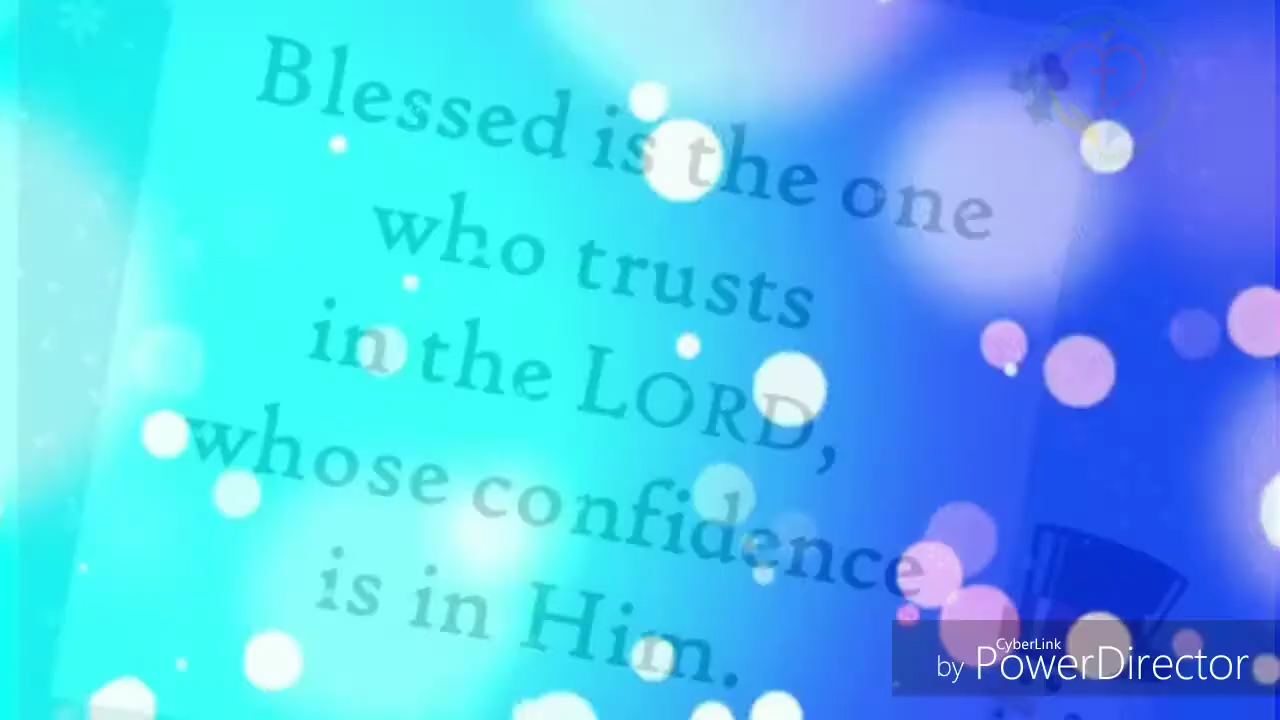 Blessed is the one
who trusts
in the LORD,
whose confidence
is in Him.
CyberLink
by PowerDirector